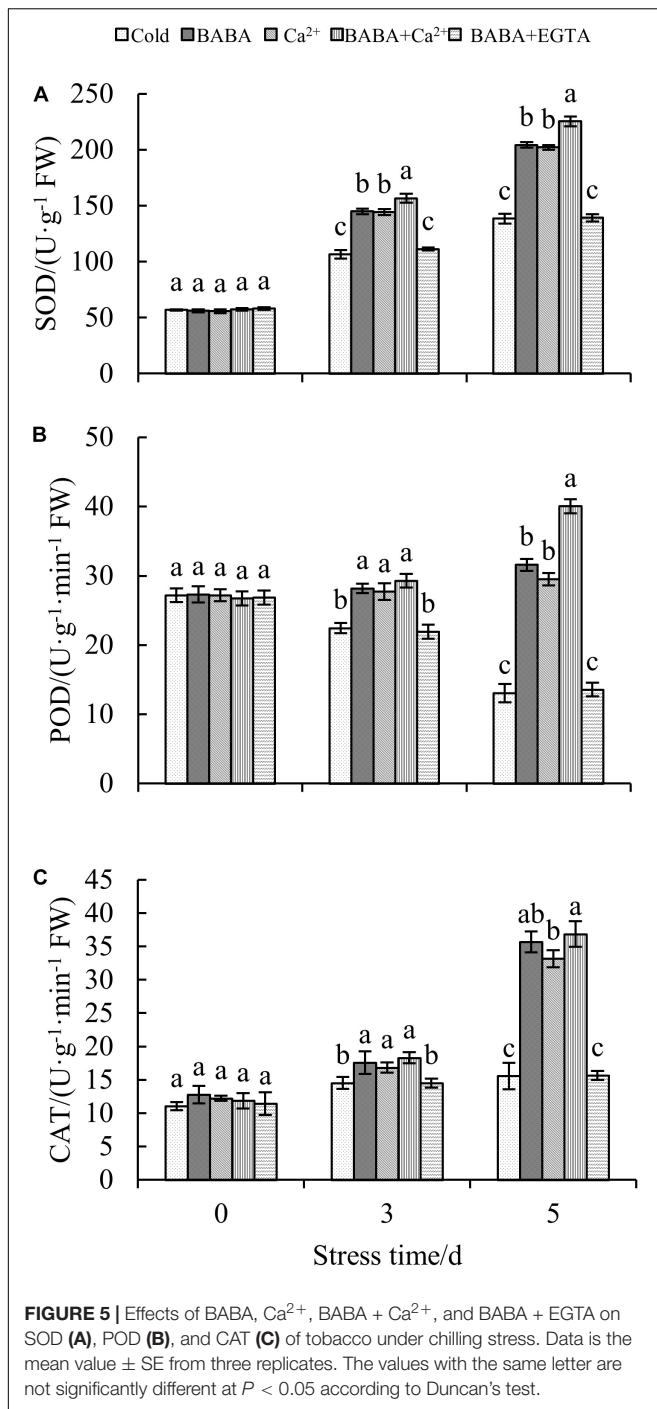 Cold BABA Ca²⁺ BABA+Ca²⁺ BABA+EGTA
A
SOD/(U·g⁻¹ FW)
250
200
150
100
50
0
a a a a a
c b b a c
c b b a c
B
POD/(U·g⁻¹·min⁻¹ FW)
50
40
30
20
10
0
a a a a a
b a a a b
c b b a c
C
CAT/(U·g⁻¹·min⁻¹ FW)
45
40
35
30
25
20
15
10
5
0
a a a a a
b a a a b
c ab b a c
0 3 5
Stress time/d
FIGURE 5 | Effects of BABA, Ca²⁺, BABA + Ca²⁺, and BABA + EGTA on
SOD (A), POD (B), and CAT (C) of tobacco under chilling stress. Data is the
mean value ± SE from three replicates. The values with the same letter are
not significantly different at P < 0.05 according to Duncan's test.